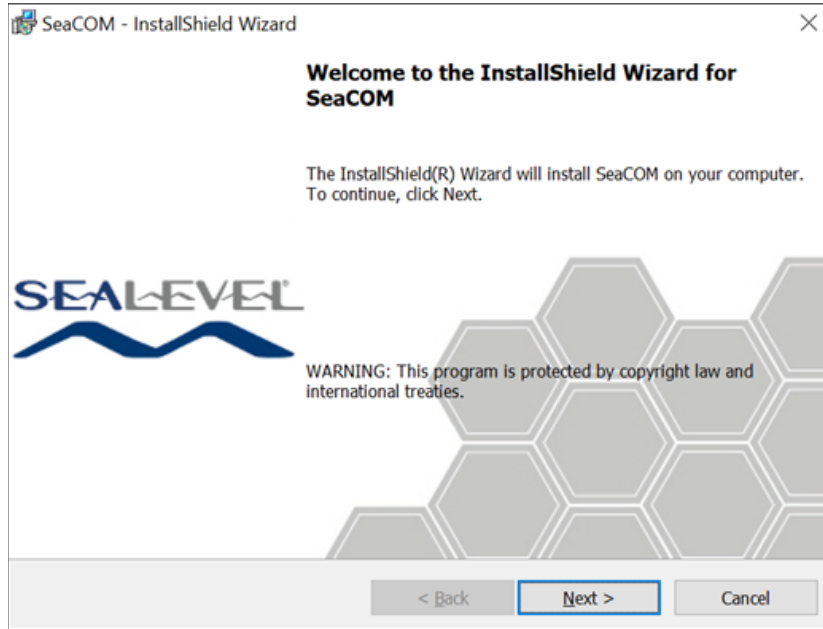 SeaCOM - InstallShield Wizard
Welcome to the InstallShield Wizard for
SeaCOM
The InstallShield(R) Wizard will install SeaCOM on your computer.
To continue, click Next.
SEALEVEL
WARNING: This program is protected by copyright law and
international treaties.
< Back
Next >
Cancel